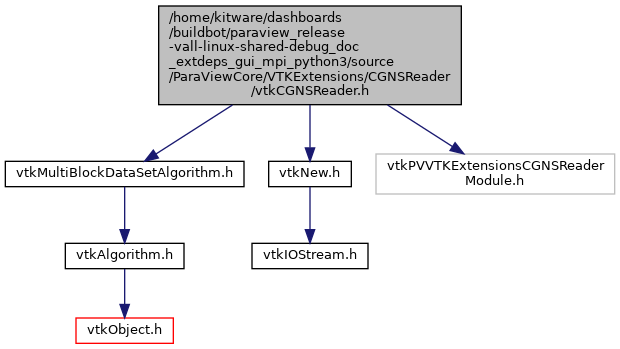 /home/kitware/dashboards
/buildbot/paraview_release
-vall-linux-shared-debug_doc
_extdeps_gui_mpi_python3/source
/ParaViewCore/VTKExtensions/CGNSReader
/vtkCGNSReader.h
vtkMultiBlockDataSetAlgorithm.h
vtkNew.h
vtkPVVTKExtensionsCGNSReader
Module.h
vtkAlgorithm.h
vtkIOStream.h
vtkObject.h